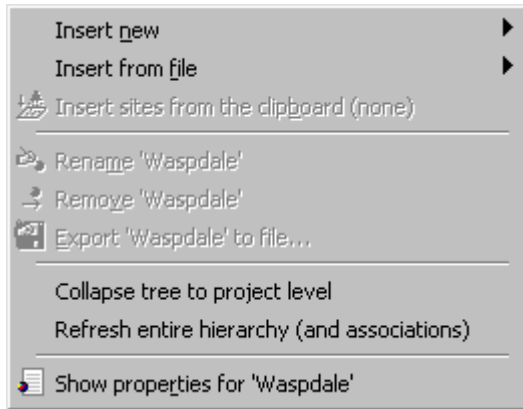 Insert new
Insert from file
Insert sites from the clipboard (none)
Rename 'Waspdale'
Remove 'Waspdale'
Export 'Waspdale' to file...
Collapse tree to project level
Refresh entire hierarchy (and associations)
Show properties for 'Waspdale'